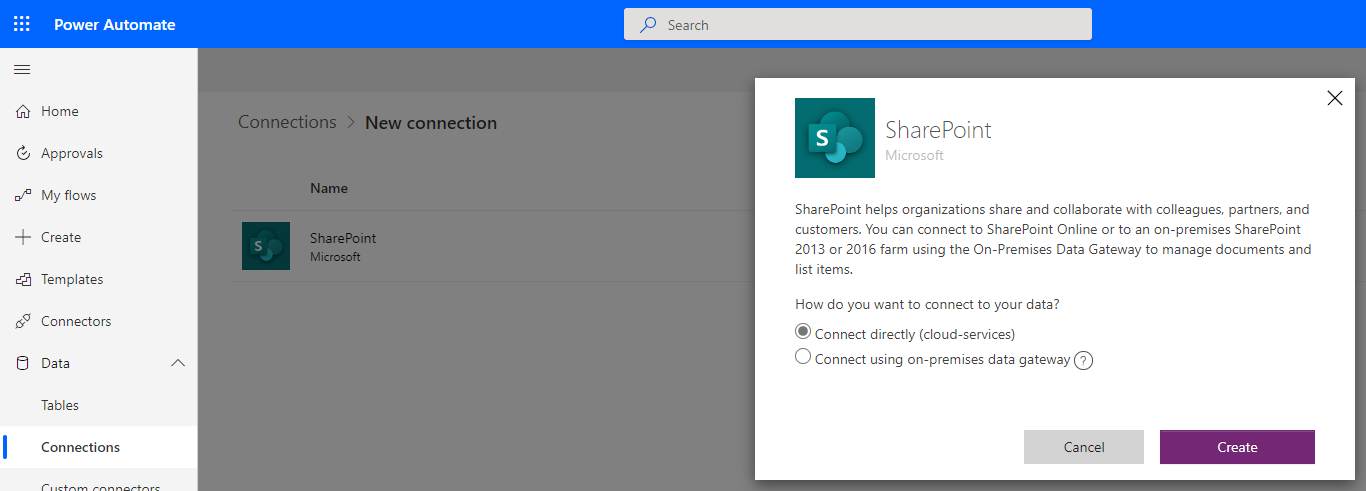 Power Automate
Search
Home
Approvals
My flows
Create
Templates
Connectors
Data
Tables
Connections
Custom connectors
Connections > New connection
Name
SharePoint
Microsoft
S
SharePoint
Microsoft
SharePoint helps organizations share and collaborate with colleagues, partners, and
customers. You can connect to SharePoint Online or to an on-premises SharePoint
2013 or 2016 farm using the On-Premises Data Gateway to manage documents and
list items.
How do you want to connect to your data?
Connect directly (cloud-services)
Connect using on-premises data gateway ?
Cancel
Create